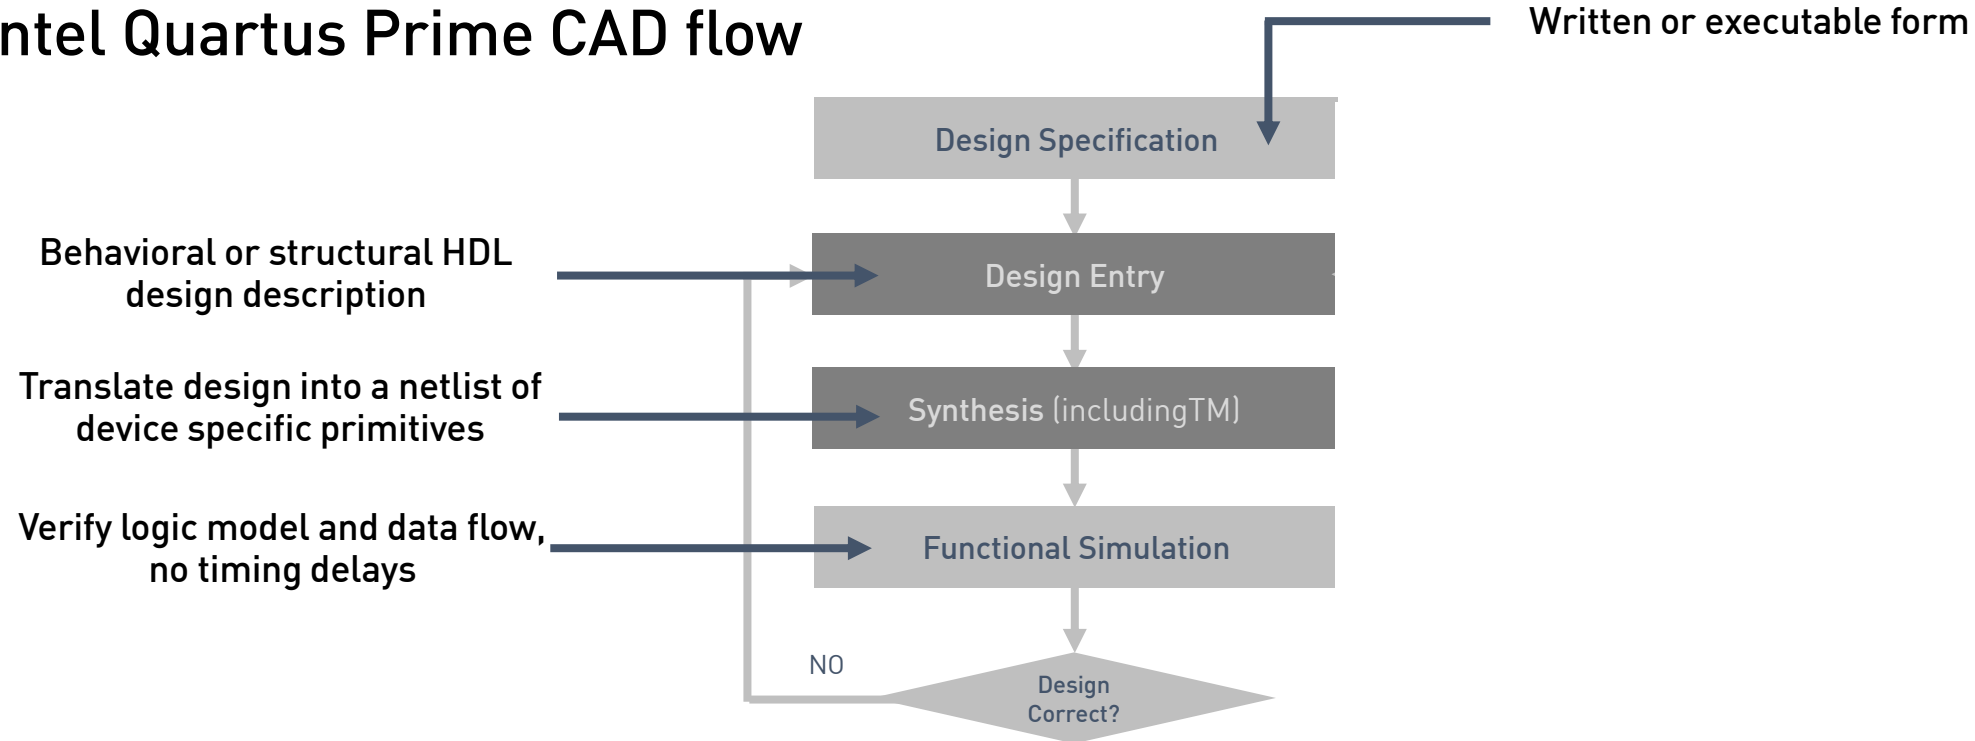 ntel Quartus Prime CAD flow
Written or executable form
Design Specification
Behavioral or structural HDL
design description
Design Entry
Translate design into a netlist of
device specific primitives
Synthesis (includingTM)
Verify logic model and data flow,
no timing delays
Functional Simulation
NO
Design
Correct?